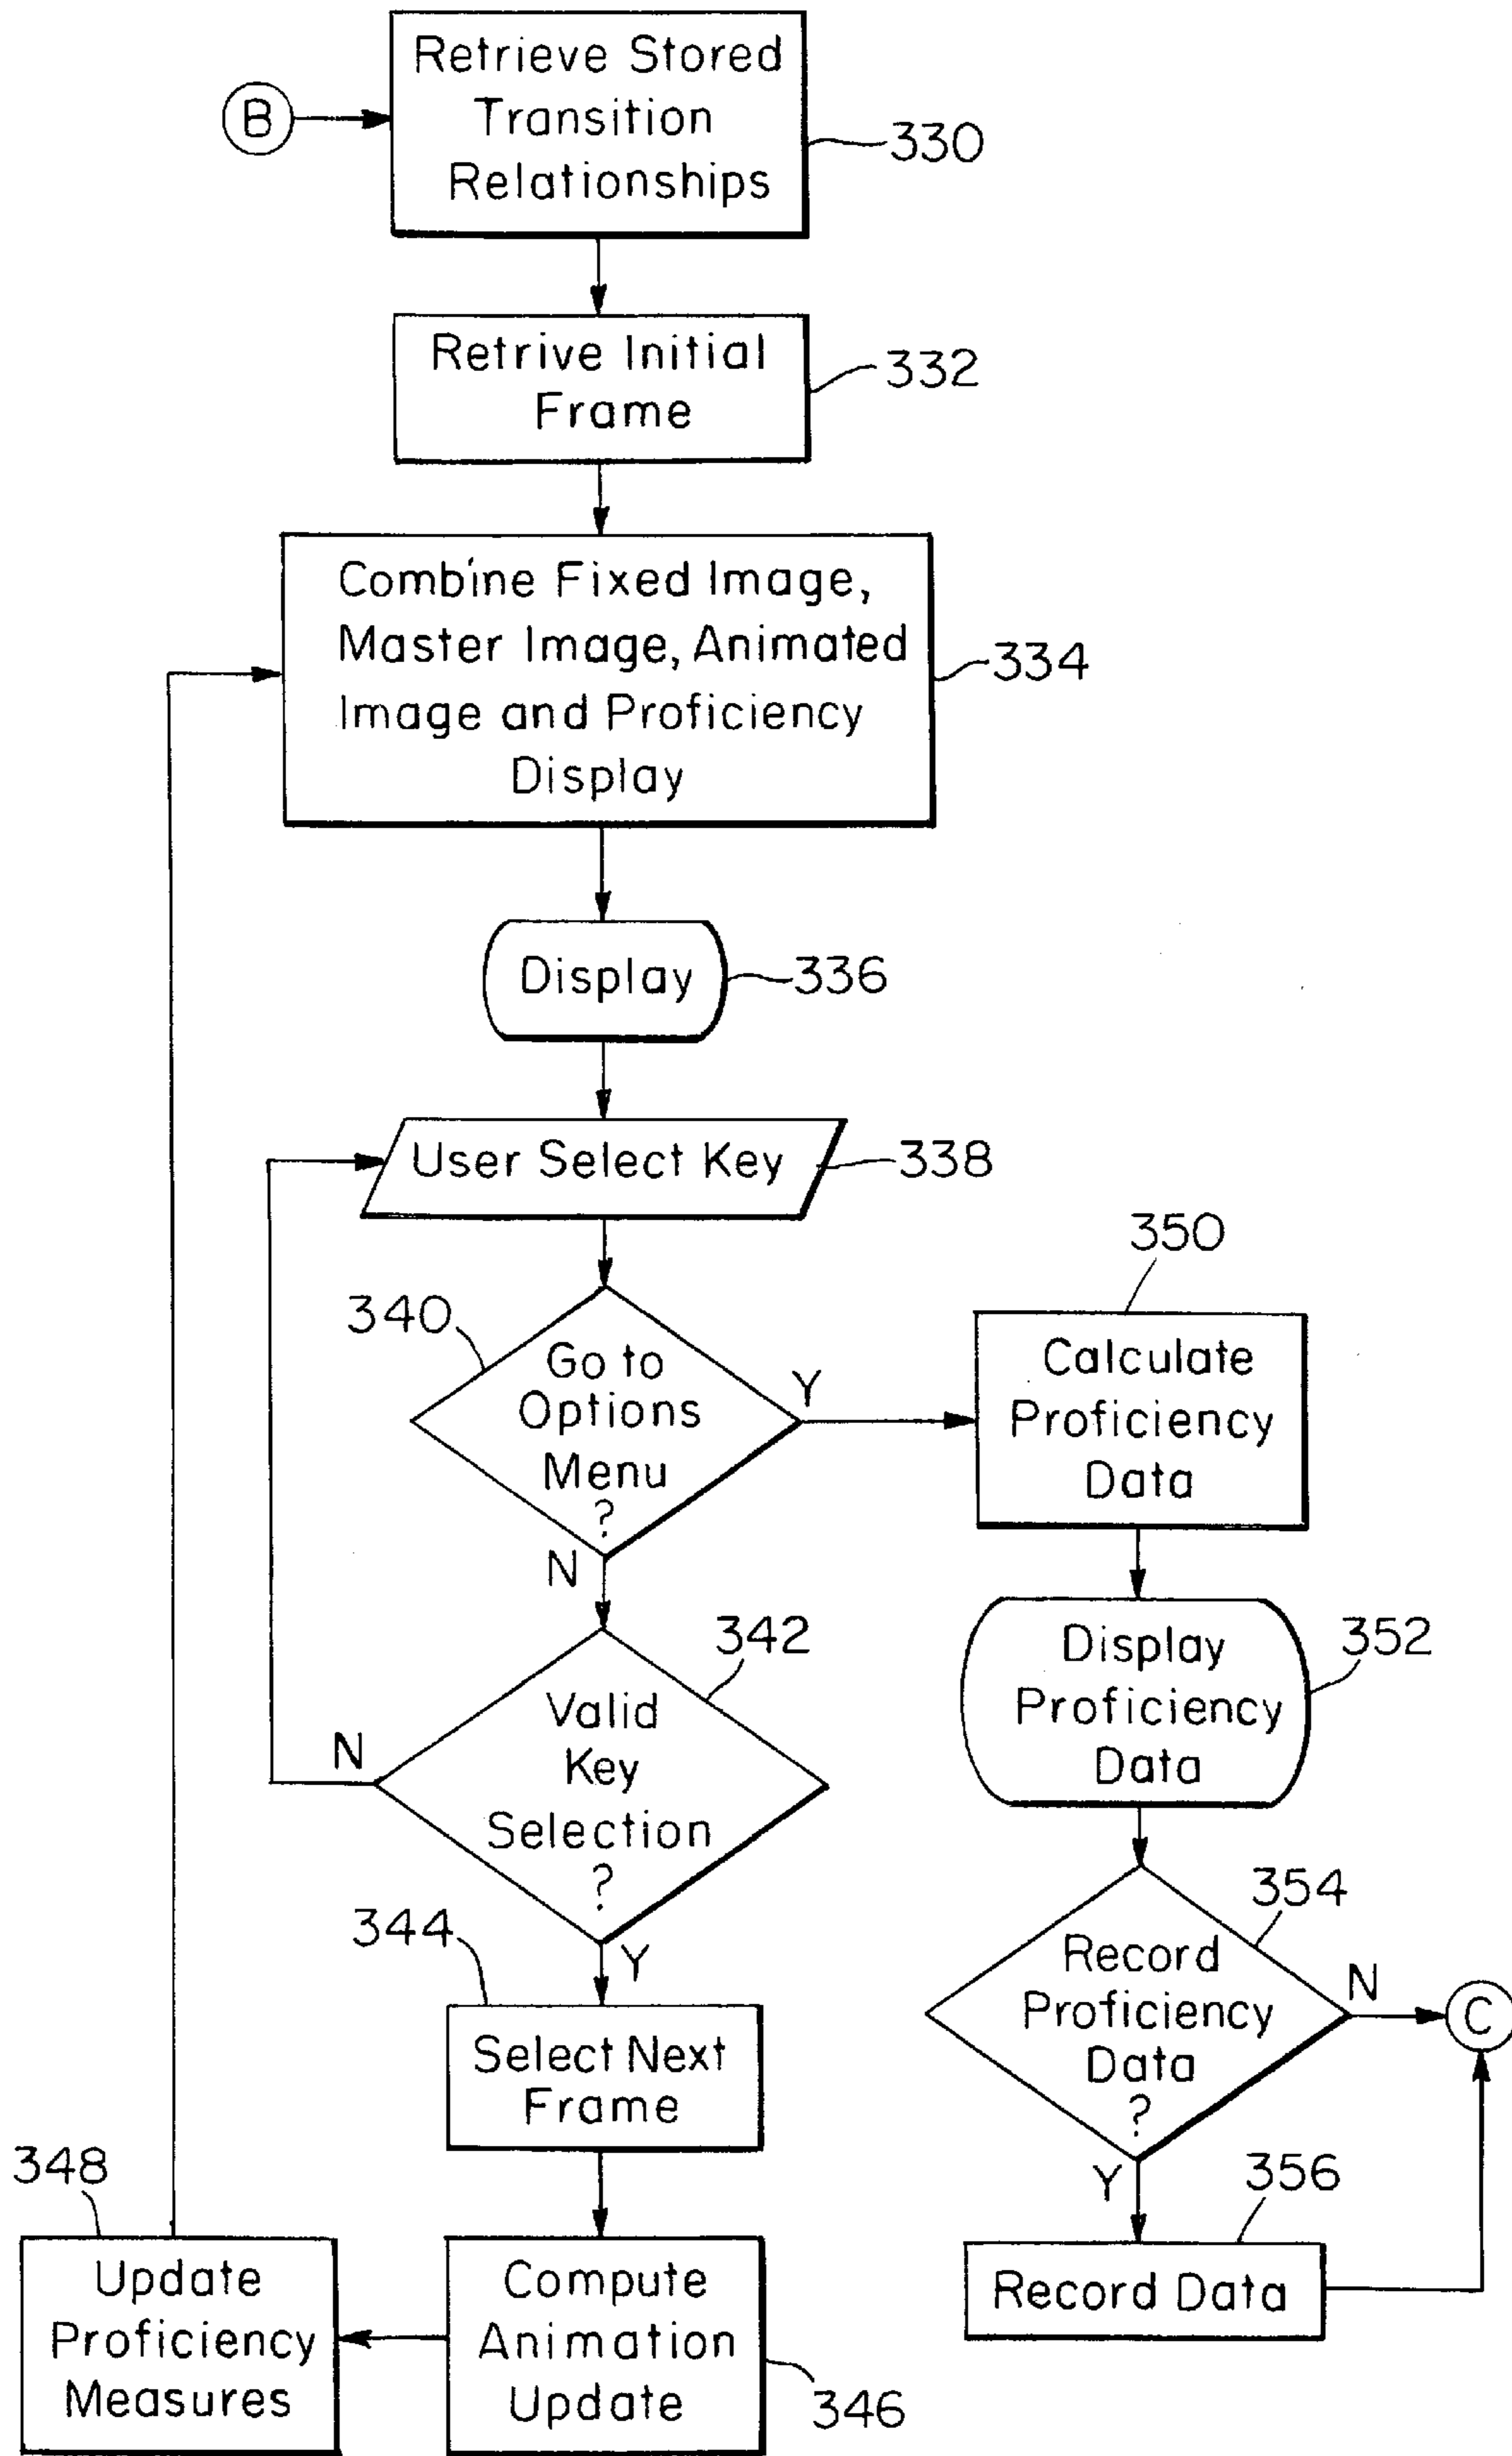 B
Retrieve Stored
Transition
Relationships
330
Retrive Initial
Frame
332
Combine Fixed Image,
Master Image, Animated
Image and Proficiency
Display
334
Display
336
User Select Key
338
340
Go to
Options
Menu
?
Y
N
350
Calculate
Proficiency
Data
342
Valid
Key
Selection
?
N
Y
352
Display
Proficiency
Data
344
Select Next
Frame
354
Record
Proficiency
Data
?
N
C
Y
348
Update
Proficiency
Measures
Compute
Animation
Update
346
356
Record Data